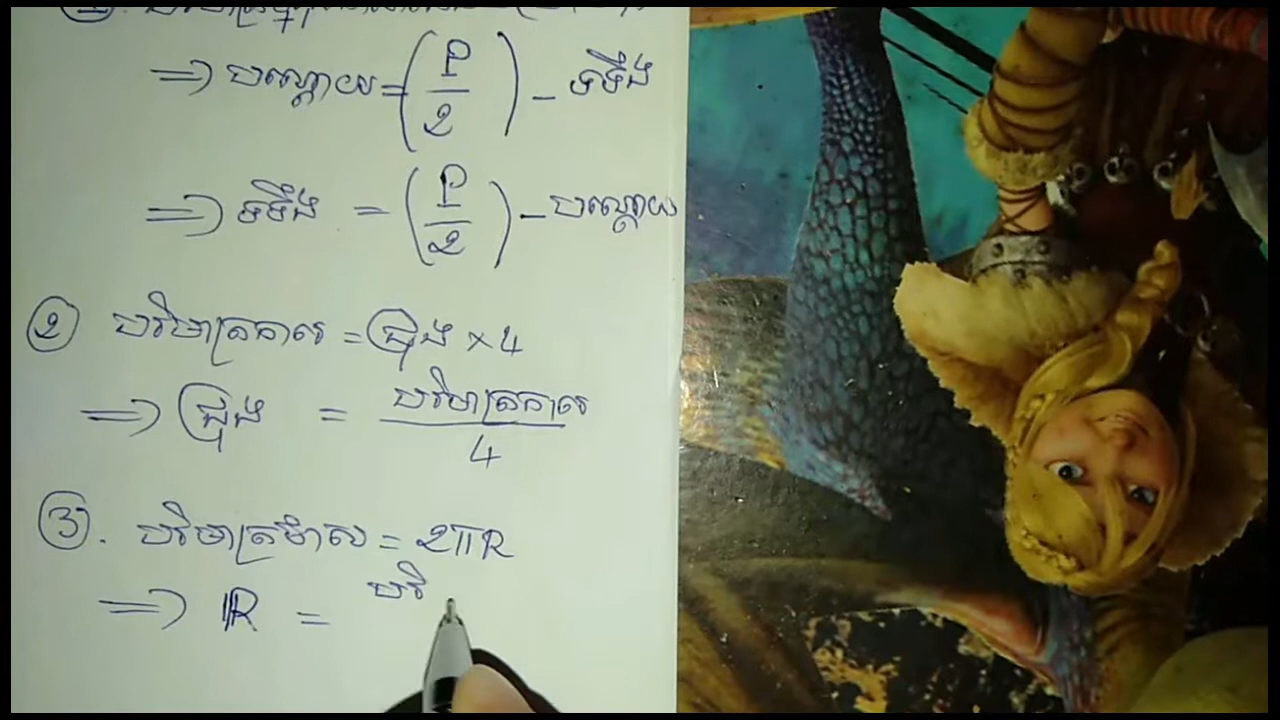 ⇒ បណ្តោយ = (P/2) - ទទឹង
⇒ ទទឹង = (P/2) - បណ្តោយ
② បរិមាត្រការេ = ជ្រុង × 4
⇒ ជ្រុង = បរិមាត្រការេ / 4
③. បរិមាត្ររង្វាស់ = 2πR
⇒ R = បរិ